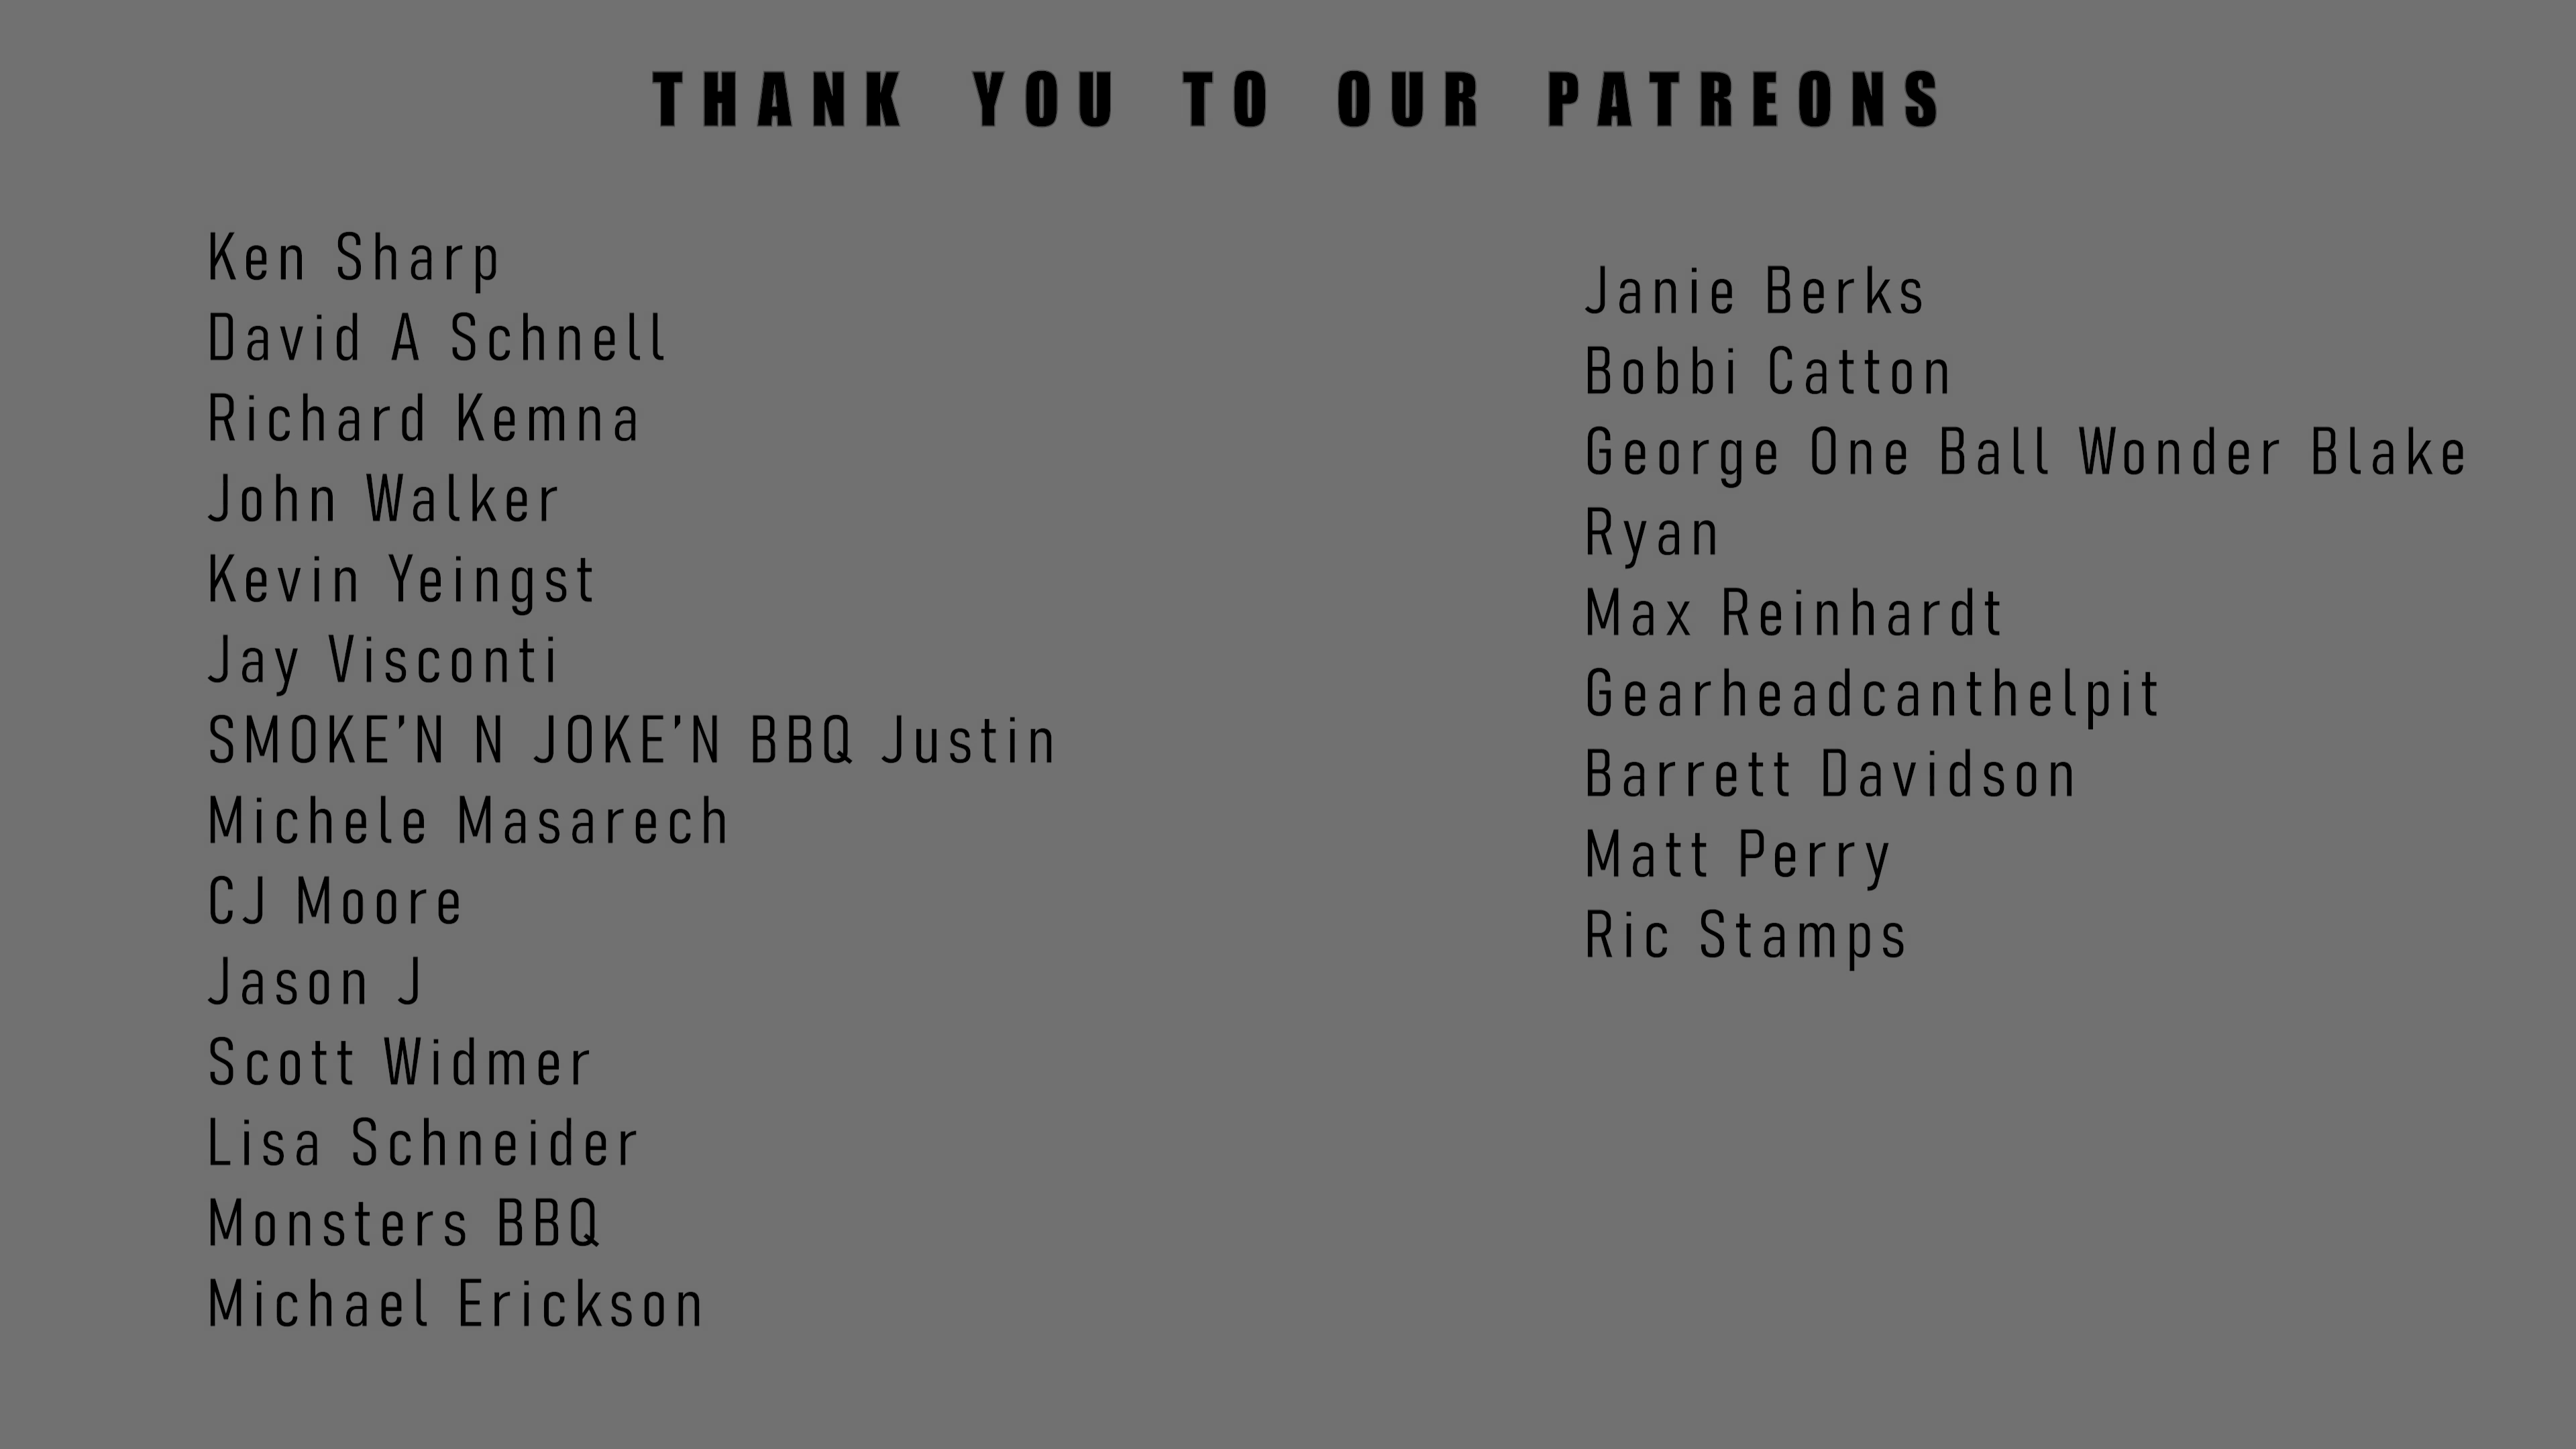 THANK YOU TO OUR PATREONS
Ken Sharp
David A Schnell
Richard Kemna
John Walker
Kevin Yeingst
Jay Visconti
SMOKE'N N JOKE'N BBQ Justin
Michele Masarech
CJ Moore
Jason J
Scott Widmer
Lisa Schneider
Monsters BBQ
Michael Erickson
Janie Berks
Bobbi Catton
George One Ball Wonder Blake
Ryan
Max Reinhardt
Gearheadcanthelpit
Barrett Davidson
Matt Perry
Ric Stamps